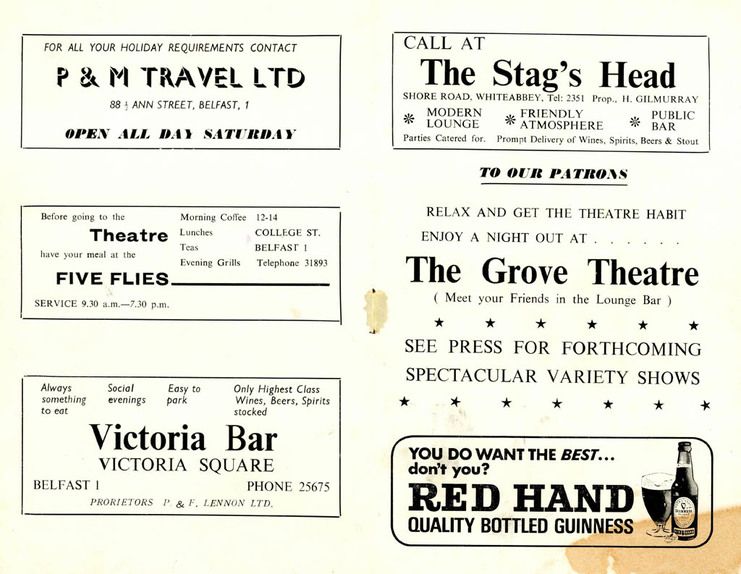 FOR ALL YOUR HOLIDAY REQUIREMENTS CONTACT
P & M TRAVEL LTD
88½ ANN STREET, BELFAST, 1
OPEN ALL DAY SATURDAY
Before going to the
Theatre
have your meal at the
FIVE FLIES
SERVICE 9.30 a.m.—7.30 p.m.
Morning Coffee 12-14
Lunches COLLEGE ST.
Teas BELFAST 1
Evening Grills Telephone 31893
Always something to eat
Social evenings
Easy to park
Only Highest Class Wines, Beers, Spirits stocked
Victoria Bar
VICTORIA SQUARE
BELFAST 1 PHONE 25675
PRORIETORS P. & F. LENNON LTD.
CALL AT
The Stag's Head
SHORE ROAD, WHITEABBEY, Tel: 2351 Prop., H. GILMURRAY
MODERN LOUNGE
FRIENDLY ATMOSPHERE
PUBLIC BAR
Parties Catered for. Prompt Delivery of Wines, Spirits, Beers & Stout
TO OUR PATRONS
RELAX AND GET THE THEATRE HABIT
ENJOY A NIGHT OUT AT . . . . . .
The Grove Theatre
( Meet your Friends in the Lounge Bar )
SEE PRESS FOR FORTHCOMING
SPECTACULAR VARIETY SHOWS
YOU DO WANT THE BEST...
don't you?
RED HAND
QUALITY BOTTLED GUINNESS